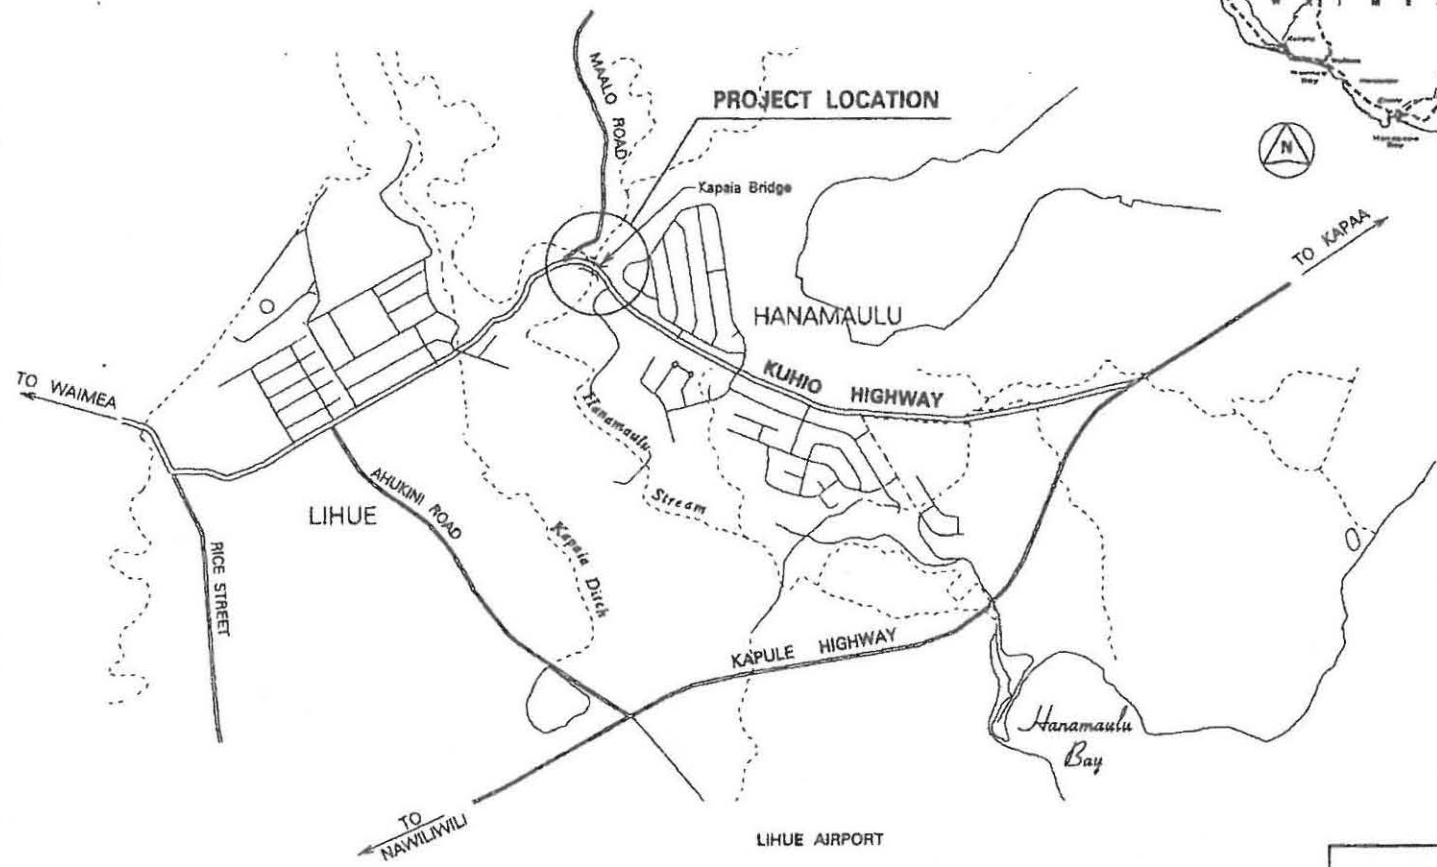 W I M E
MAALO ROAD
PROJECT LOCATION
N
Kapaia Bridge
TO KAPAA
HANAMAULU
KUHIO HIGHWAY
TO WAIMEA
Hanamaulu
Stream
AHUKINI ROAD
LIHUE
Kapaia Ditch
RICE STREET
KAPULE HIGHWAY
Hanamaulu
Bay
TO
NAWILIWILI
LIHUE AIRPORT